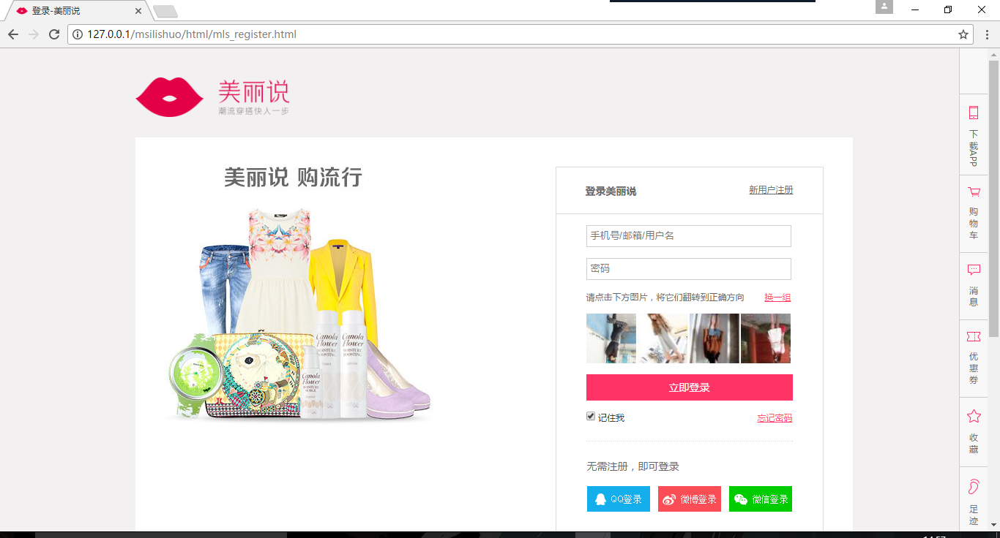 登录-美丽说
127.0.0.1/msilishuo/html/mls_register.html
美丽说
潮流穿搭快人一步
美丽说 购流行
登录美丽说
新用户注册
手机号/邮箱/用户名
密码
请点击下方图片，将它们翻转到正确方向
换一组
立即登录
记住我
忘记密码
无需注册，即可登录
QQ登录
微博登录
微信登录
Canola
Flower
MOISTURE
BOOSTING
Canola
Flower
MOISTURE
BOOSTING
Canola
Flower
下载APP
购物车
消息
优惠券
收藏
足迹